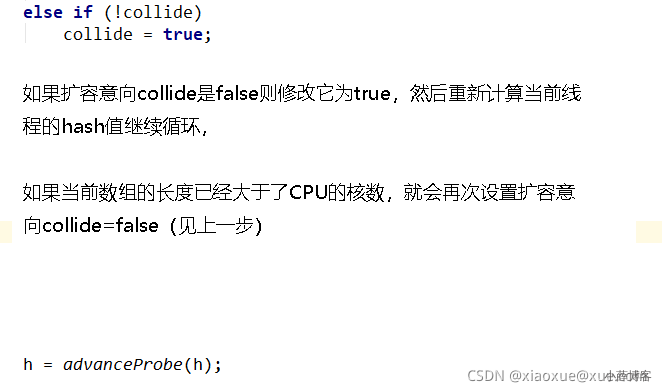 else if (!collide)
collide = true;
如果扩容意向collide是false则修改它为true，然后重新计算当前线
程的hash值继续循环，
如果当前数组的长度已经大于了CPU的核数，就会再次设置扩容意
向collide=false（见上一步）
h = advanceProbe(h);
CSDN @xiaoxue@xue
小薛博客